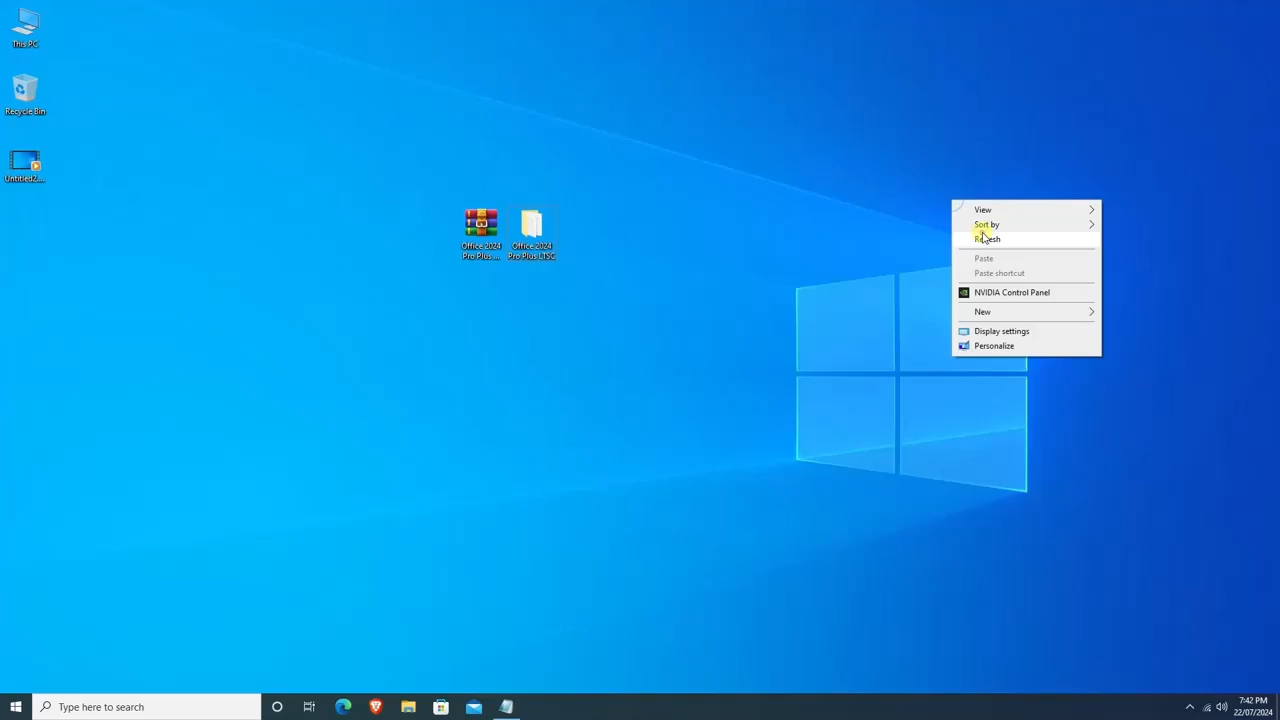 This PC
Recycle Bin
Untitled2....
Office 2024
Pro Plus ...
Office 2024
Pro Plus LTSC
View
Sort by
Refresh
Paste
Paste shortcut
NVIDIA Control Panel
New
Display settings
Personalize
Type here to search
7:42 PM
22/07/2024